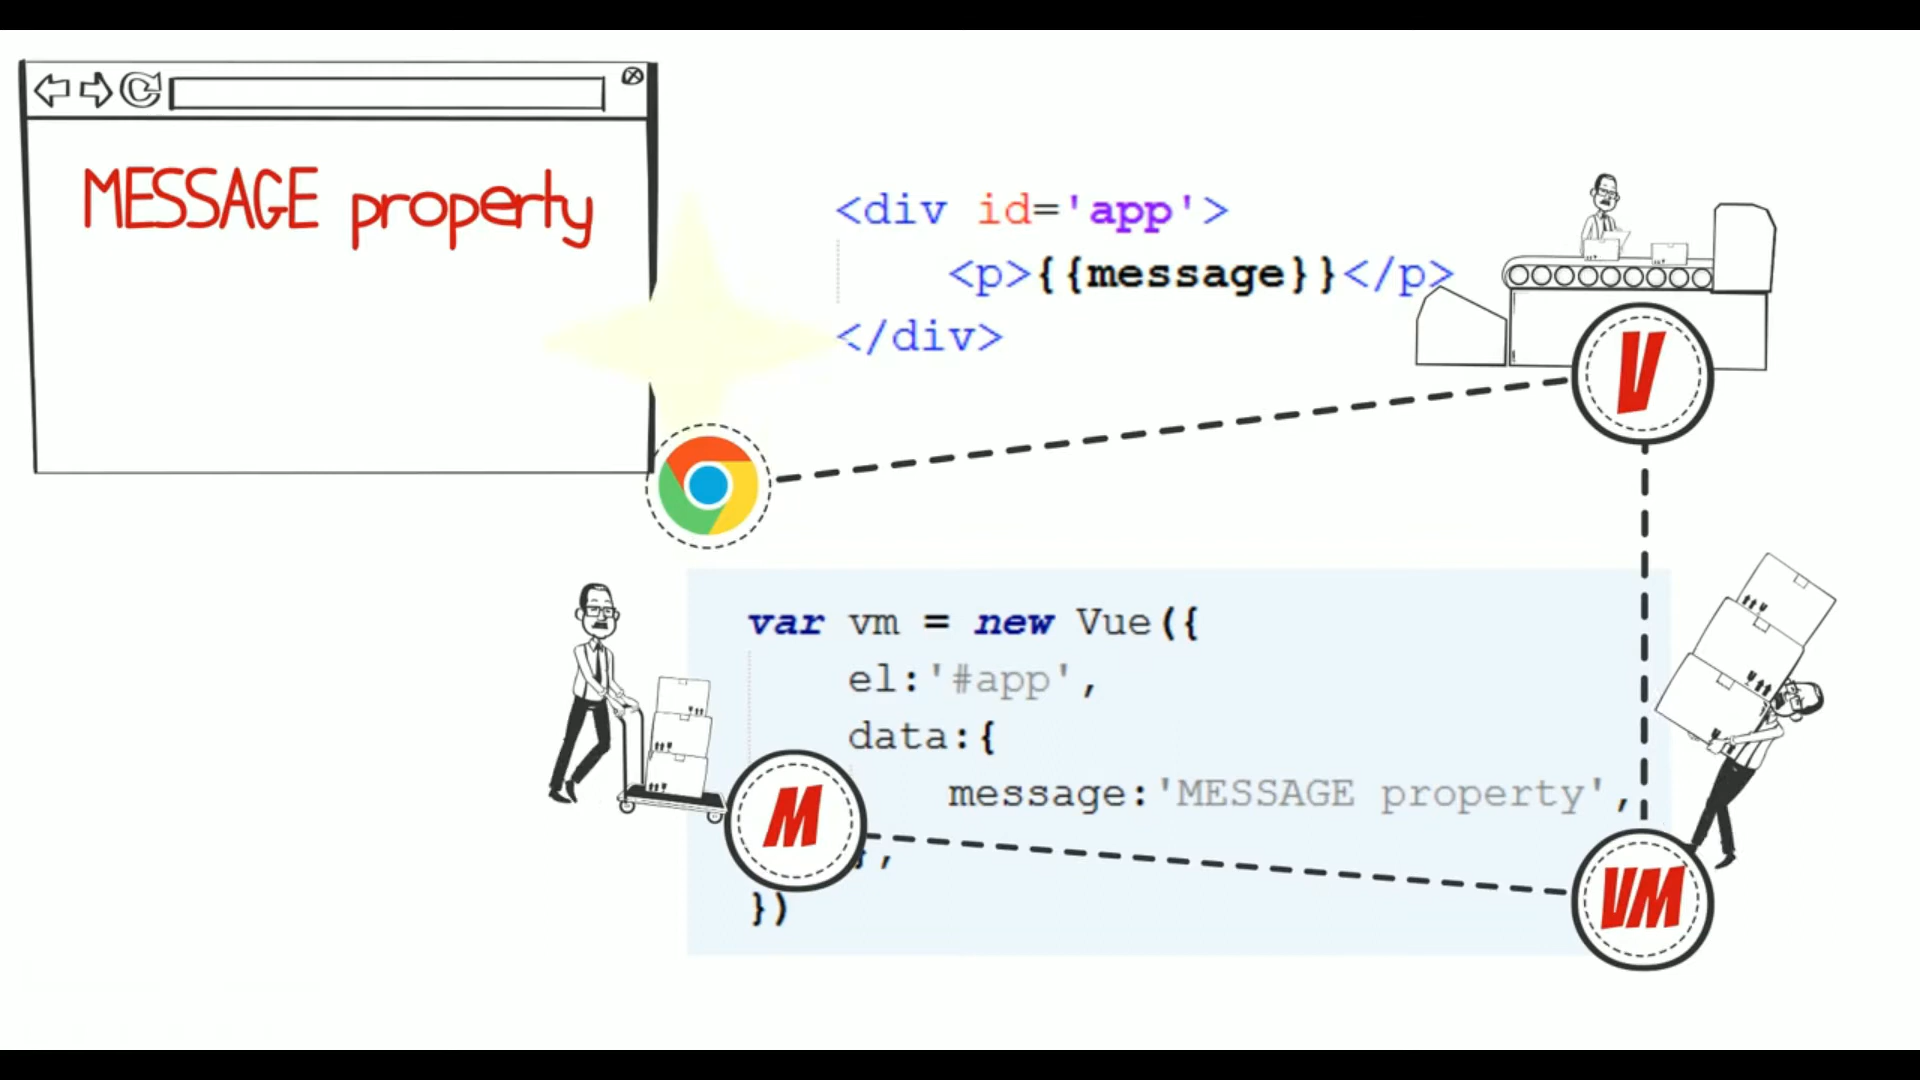 MESSAGE property
<div id='app'>
<p>{{message}}</p>
</div>
V
var vm = new Vue({
el:'#app',
data:{
message:'MESSAGE property',
M
},
VM
})